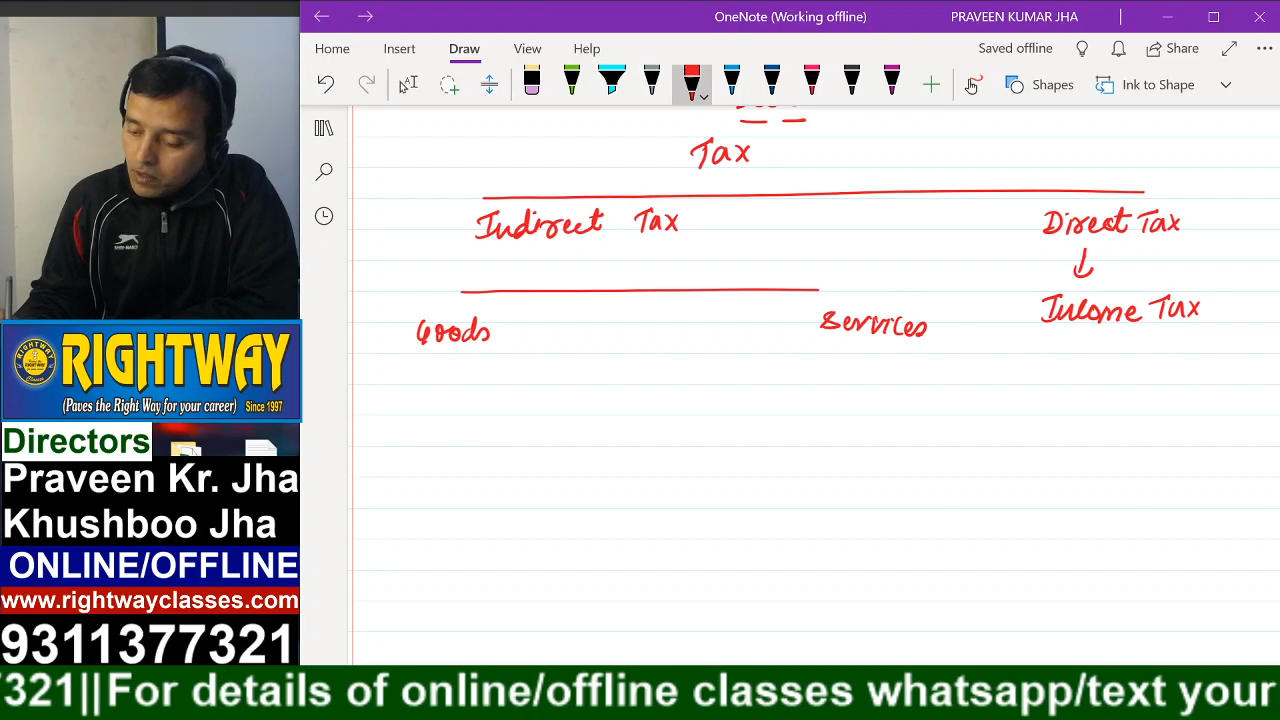 OneNote (Working offline)
PRAVEEN KUMAR JHA
Home Insert Draw View Help
Saved offline
Share
Shapes
Ink to Shape
Tax
Indirect Tax
Direct Tax
Goods
Services
Income Tax
RIGHTWAY
(Paves the Right Way for your career) Since 1997
Directors
Praveen Kr. Jha
Khushboo Jha
ONLINE/OFFLINE
www.rightwayclasses.com
9311377321
7321||For details of online/offline classes whatsapp/text your